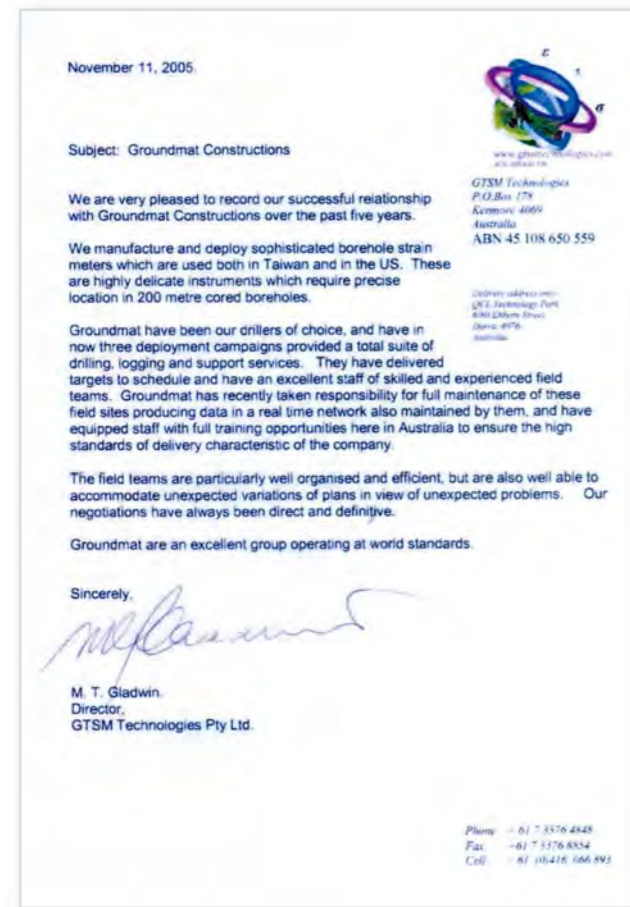 November 11, 2005.
ε
σ
Subject: Groundmat Constructions
GTSM Technologies
P.O.Box 178
Kenmore 4069
Australia
ABN 45 108 650 559
We are very pleased to record our successful relationship
with Groundmat Constructions over the past five years.
We manufacture and deploy sophisticated borehole strain
meters which are used both in Taiwan and in the US. These
are highly delicate instruments which require precise
location in 200 metre cored boreholes.
Delivery address only:
QCL Technology Park
Street
Darra 4076
Australia
Groundmat have been our drillers of choice, and have in
now three deployment campaigns provided a total suite of
drilling, logging and support services. They have delivered
targets to schedule and have an excellent staff of skilled and experienced field
teams. Groundmat has recently taken responsibility for full maintenance of these
field sites producing data in a real time network also maintained by them, and have
equipped staff with full training opportunities here in Australia to ensure the high
standards of delivery characteristic of the company.
The field teams are particularly well organised and efficient, but are also well able to
accommodate unexpected variations of plans in view of unexpected problems. Our
negotiations have always been direct and definitive.
Groundmat are an excellent group operating at world standards.
Sincerely,
M. T. Gladwin.
Director,
GTSM Technologies Pty Ltd.
Phone + 61 7 3376 4848
Fax +61 7 3376 8854
Cell + 61 (0)416 066 893